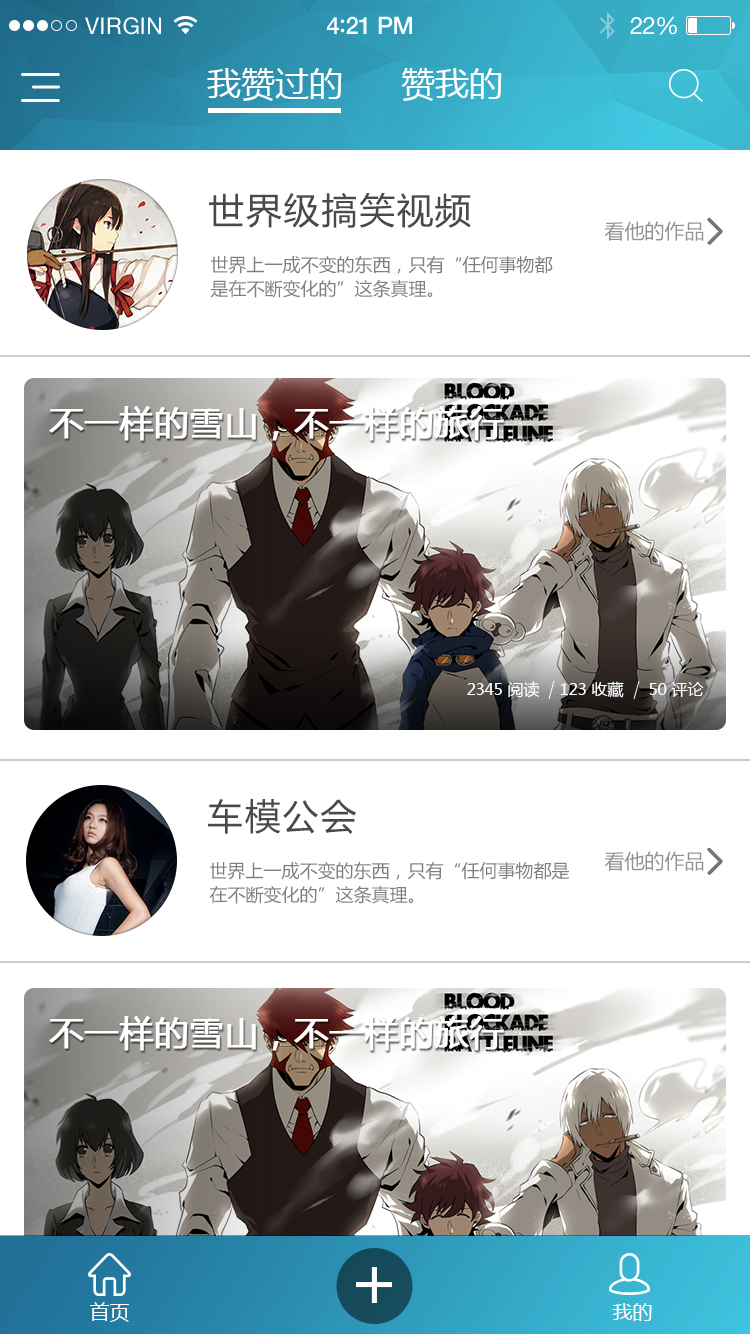 VIRGIN
4:21 PM
22%
我赞过的
赞我的
世界级搞笑视频
看他的作品
世界上一成不变的东西，只有“任何事物都
是在不断变化的”这条真理。
BLOOD
BLOCKADE
BATTLELINE
不一样的雪山，不一样的旅行
2345 阅读 / 123 收藏 / 50 评论
车模公会
看他的作品
世界上一成不变的东西，只有“任何事物都是
在不断变化的”这条真理。
BLOOD
BLOCKADE
BATTLELINE
不一样的雪山，不一样的旅行
首页
我的